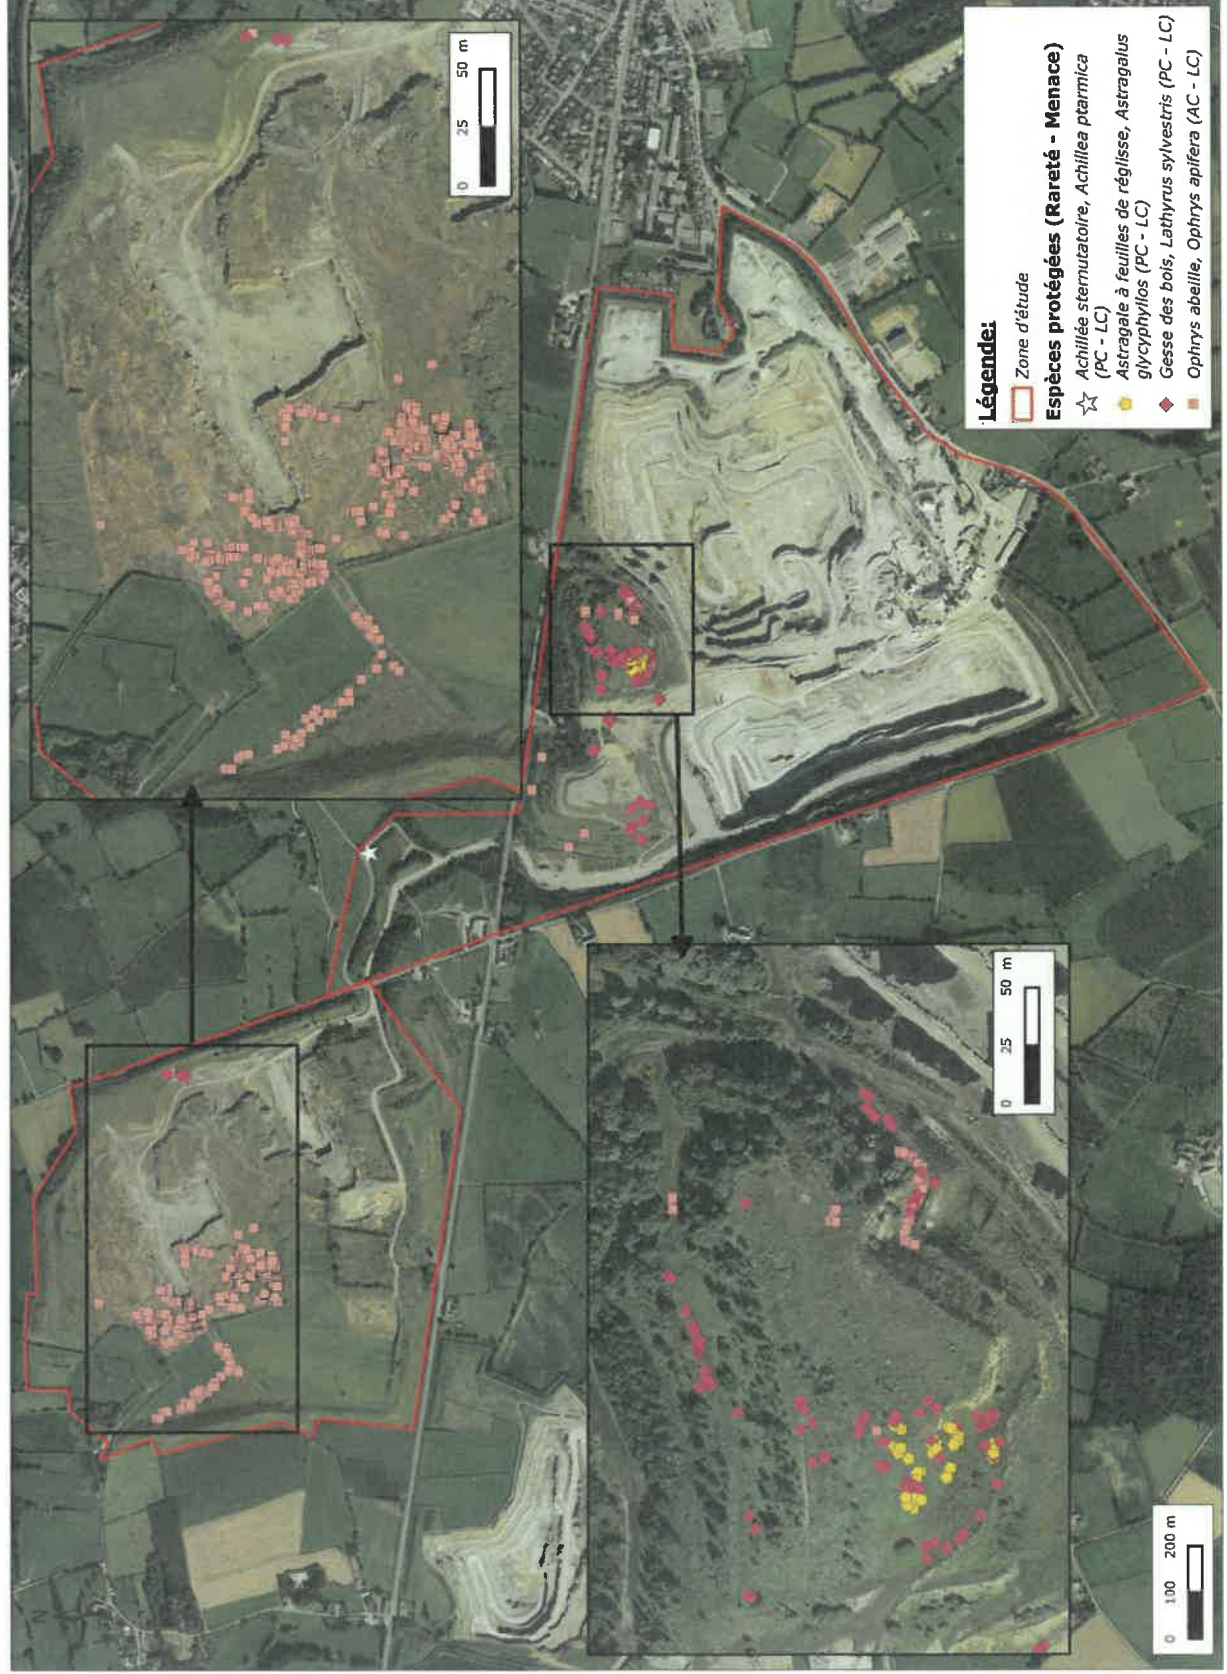 Légende:
Zone d'étude
Espèces protégées (Rareté - Menace)
Achillée sternutatoire, Achillea ptarmica
(PC - LC)
Astragale à feuilles de réglisse, Astragalus
glycyphyllos (PC - LC)
Gesse des bois, Lathyrus sylvestris (PC - LC)
Ophrys abeille, Ophrys apifera (AC - LC)
0 25 50 m
0 25 50 m
0 100 200 m